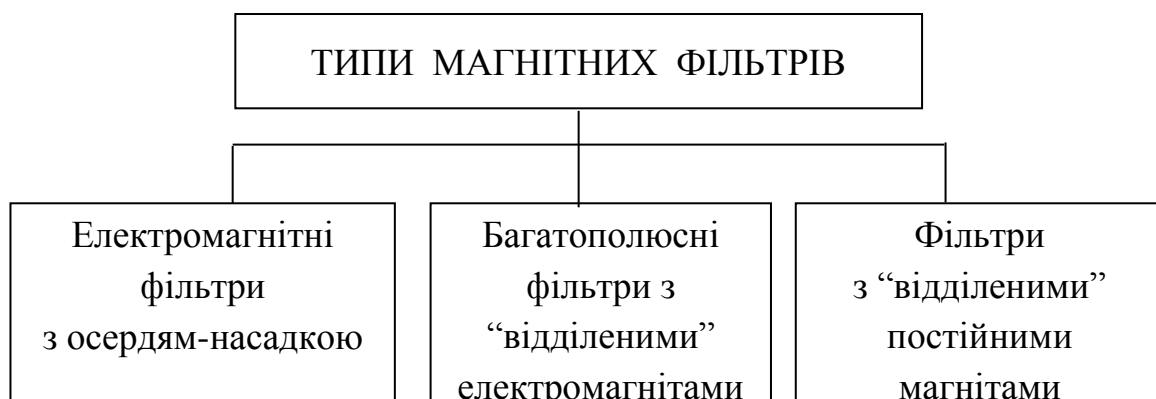 ТИПИ МАГНІТНИХ ФІЛЬТРІВ
Електромагнітні
фільтри
з осердям-насадкою
Багатополюсні
фільтри з
“відділеними”
електромагнітами
Фільтри
з “відділеними”
постійними
магнітами